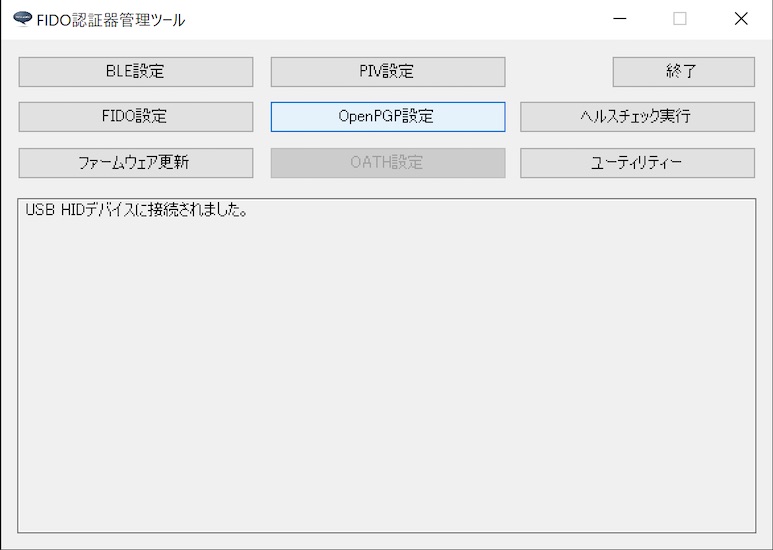 FIDO認証器管理ツール
BLE設定
PIV設定
終了
FIDO設定
OpenPGP設定
ヘルスチェック実行
ファームウェア更新
OATH設定
ユーティリティー
USB HIDデバイスに接続されました。